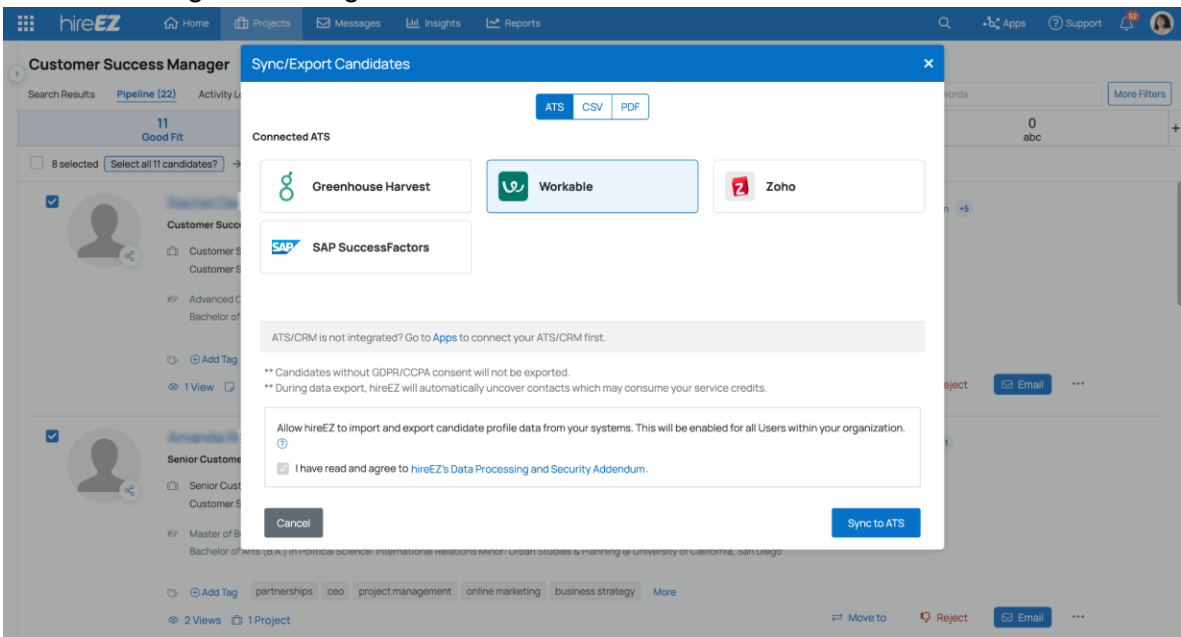 hireEZ Home Projects Messages Insights Reports Apps Support 52
Customer Success Manager
Search Results Pipeline (22) Activity
More Filters
11
Good Fit
0
abc
+
8 selected Select all 11 candidates?
Sync/Export Candidates ×
ATS CSV PDF
Connected ATS
Greenhouse Harvest
Workable
Zoho
SAP SAP SuccessFactors
ATS/CRM is not integrated? Go to Apps to connect your ATS/CRM first.
** Candidates without GDPR/CCPA consent will not be exported.
** During data export, hireEZ will automatically uncover contacts which may consume your service credits.
Allow hireEZ to import and export candidate profile data from your systems. This will be enabled for all Users within your organization.
I have read and agree to hireEZ's Data Processing and Security Addendum.
Cancel
Sync to ATS
+5
Customer
Customer
Customer
Advanced
Bachelor of
Add Tag
1 View
Email
Senior
Senior
Customer
Master of
Bachelor of Arts (B.A.) in Political Science: International Relations Minor: Urban Studies & Planning @ University of California, San Diego
Add Tag partnerships ceo project management online marketing business strategy More
2 Views 1 Project
Move to Reject Email